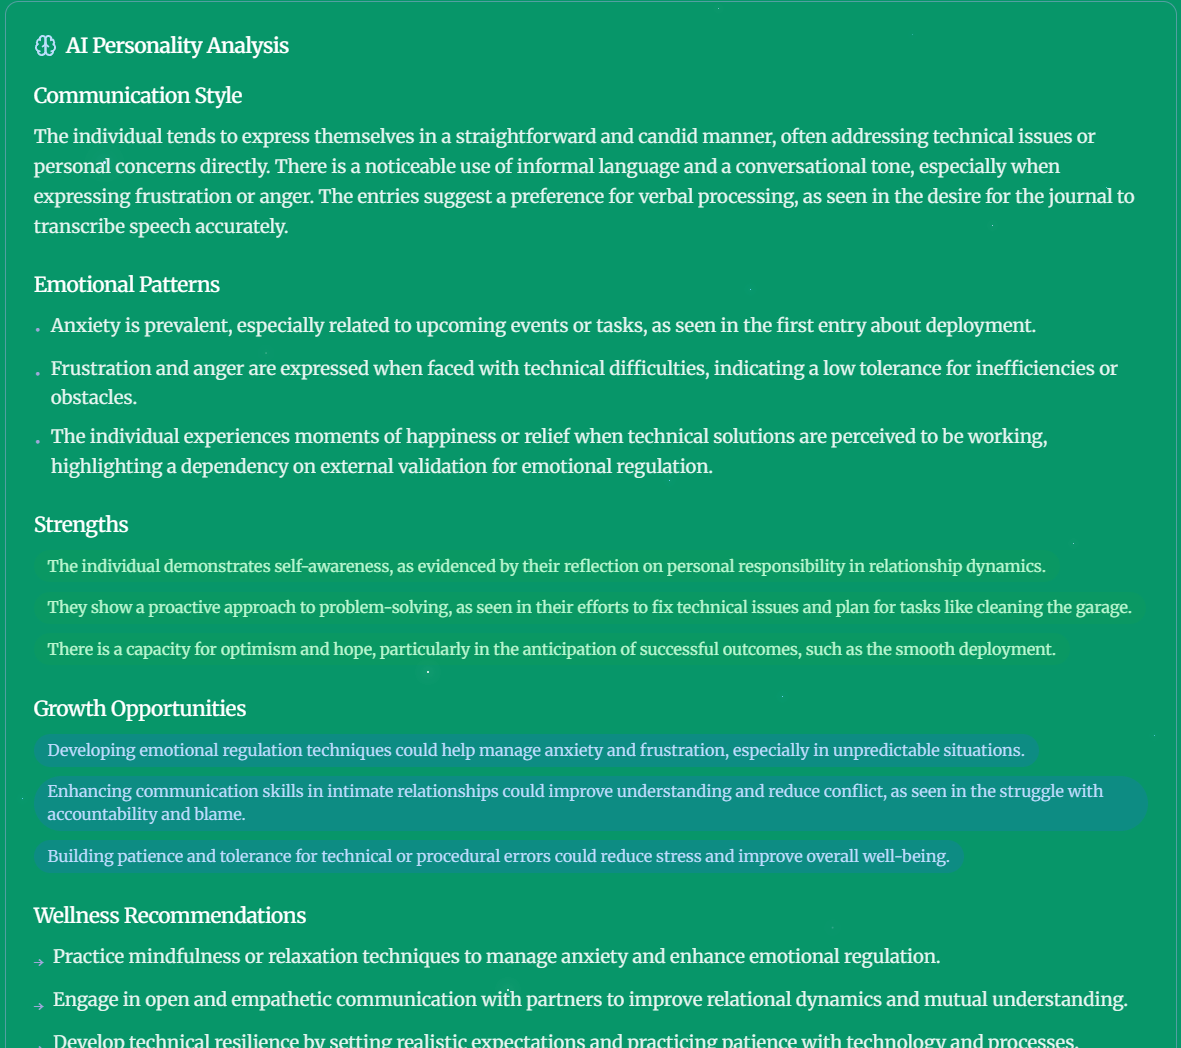 AI Personality Analysis
Communication Style
The individual tends to express themselves in a straightforward and candid manner, often addressing technical issues or
personal concerns directly. There is a noticeable use of informal language and a conversational tone, especially when
expressing frustration or anger. The entries suggest a preference for verbal processing, as seen in the desire for the journal to
transcribe speech accurately.
Emotional Patterns
Anxiety is prevalent, especially related to upcoming events or tasks, as seen in the first entry about deployment.
Frustration and anger are expressed when faced with technical difficulties, indicating a low tolerance for inefficiencies or
obstacles.
The individual experiences moments of happiness or relief when technical solutions are perceived to be working,
highlighting a dependency on external validation for emotional regulation.
Strengths
The individual demonstrates self-awareness, as evidenced by their reflection on personal responsibility in relationship dynamics.
They show a proactive approach to problem-solving, as seen in their efforts to fix technical issues and plan for tasks like cleaning the garage.
There is a capacity for optimism and hope, particularly in the anticipation of successful outcomes, such as the smooth deployment.
Growth Opportunities
Developing emotional regulation techniques could help manage anxiety and frustration, especially in unpredictable situations.
Enhancing communication skills in intimate relationships could improve understanding and reduce conflict, as seen in the struggle with
accountability and blame.
Building patience and tolerance for technical or procedural errors could reduce stress and improve overall well-being.
Wellness Recommendations
→ Practice mindfulness or relaxation techniques to manage anxiety and enhance emotional regulation.
→ Engage in open and empathetic communication with partners to improve relational dynamics and mutual understanding.
Develop technical resilience by setting realistic expectations and practicing patience with technology and processes.